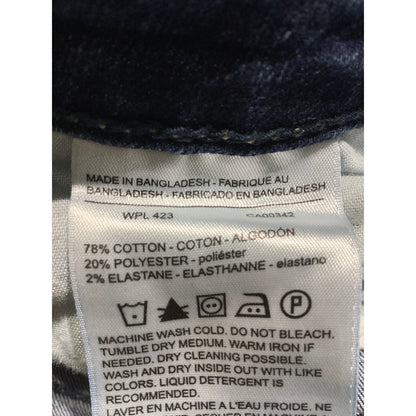 MADE IN BANGLADESH - FABRIQUE AU
BANGLADESH - FABRICADO EN BANGLADESH
WPL 423 CA00342
78% COTTON - COTON - ALGODÓN
20% POLYESTER - poliéster
2% ELASTANE - ELASTHANNE - elastano
P
MACHINE WASH COLD. DO NOT BLEACH.
TUMBLE DRY MEDIUM. WARM IRON IF
NEEDED. DRY CLEANING POSSIBLE.
WASH AND DRY INSIDE OUT WITH LIKE
COLORS. LIQUID DETERGENT IS
RECOMMENDED.
LAVER EN MACHINE A L'EAU FROIDE. NE